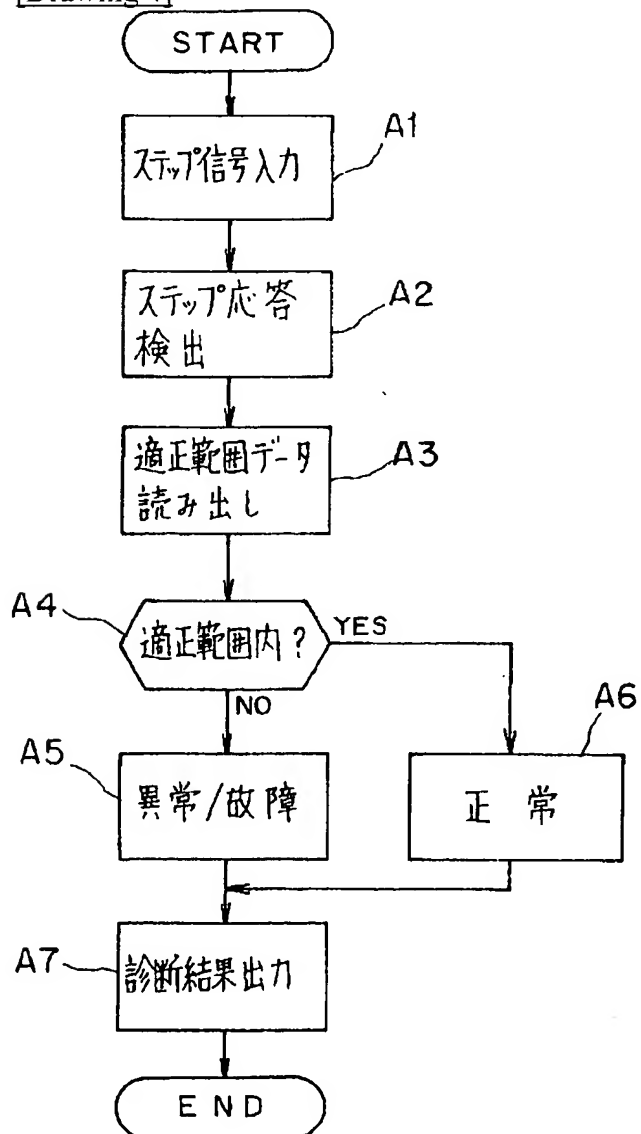 START
A1
ステップ信号入力
A2
ステップ応答
検出
A3
適正範囲データ
読み出し
A4
適正範囲内?
YES
NO
A5
異常/故障
A6
正常
A7
診断結果出力
END